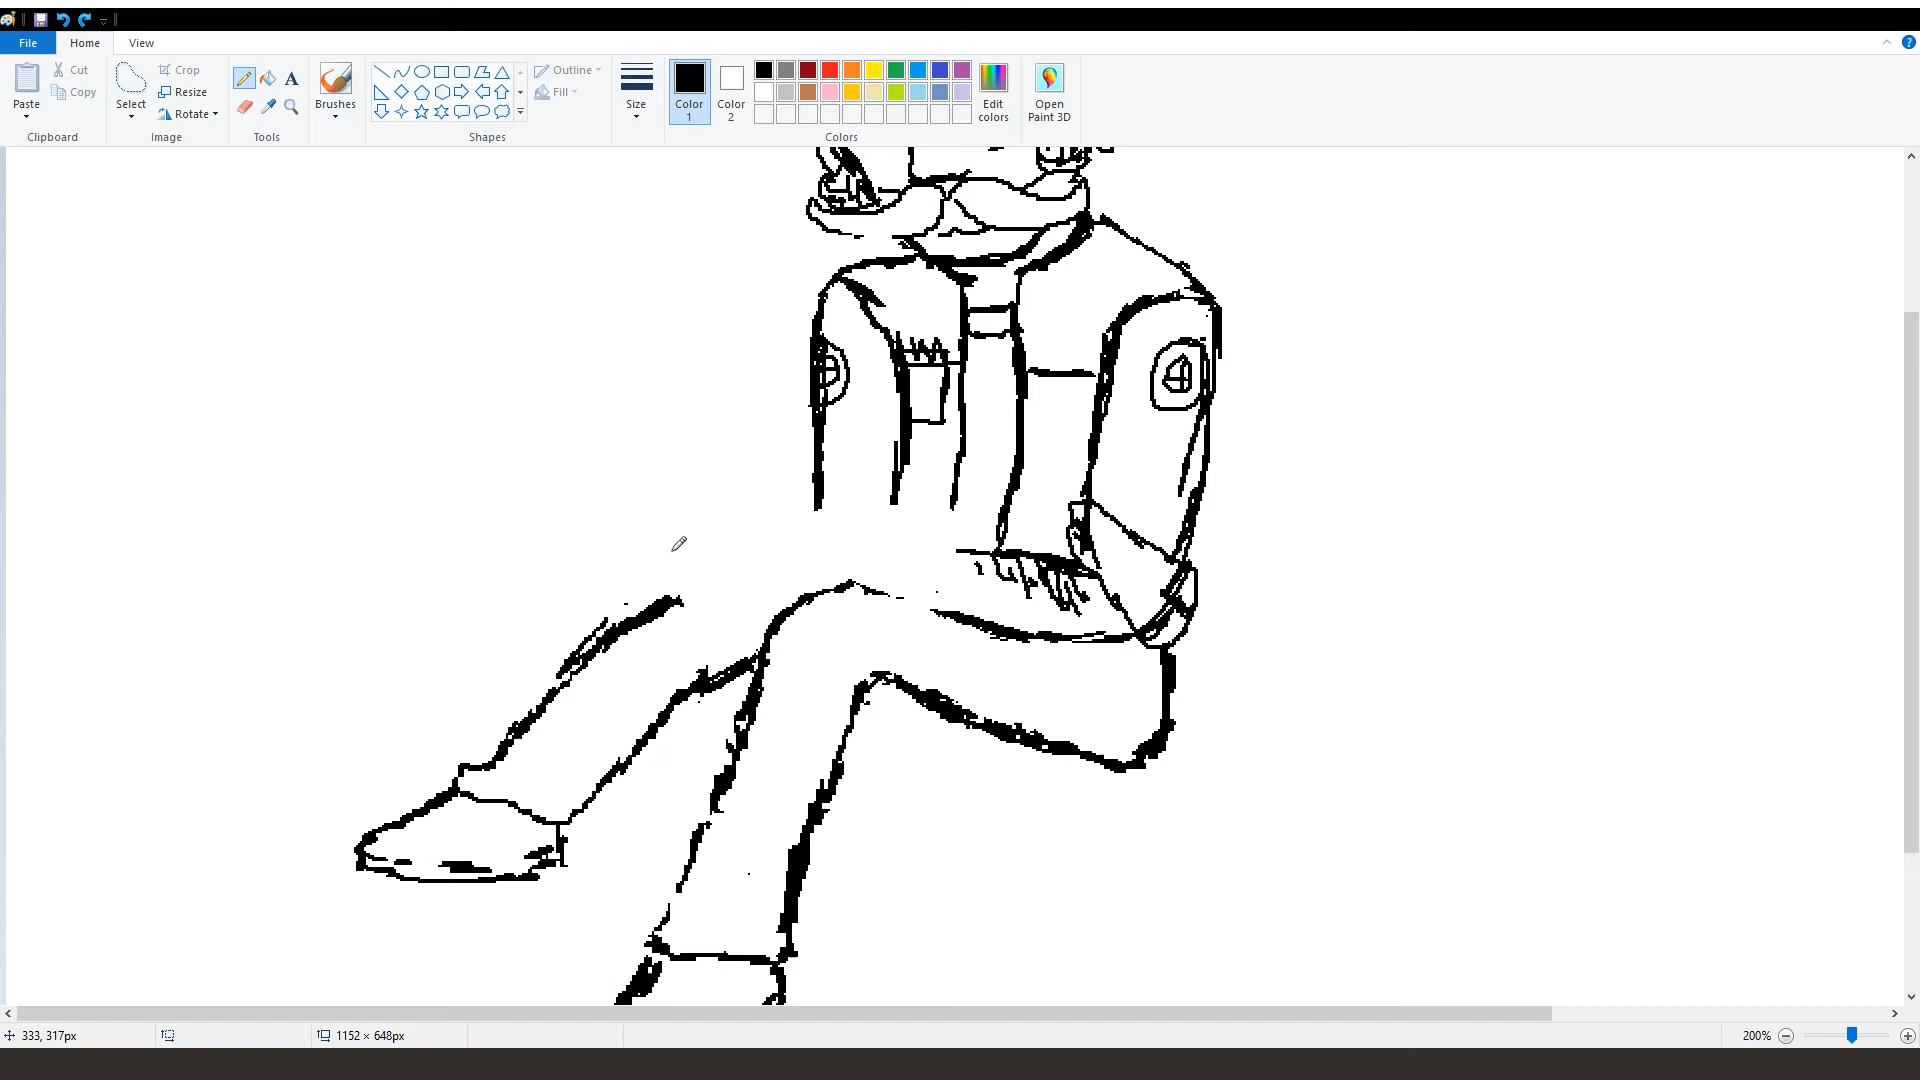 File Home View
Cut Crop Outline Fill
Copy Resize
Paste Select Rotate Brushes Size Color 1 Color 2 Edit colors Open Paint 3D
Clipboard Image Tools Shapes Colors
333, 317px 1152 × 648px 200%